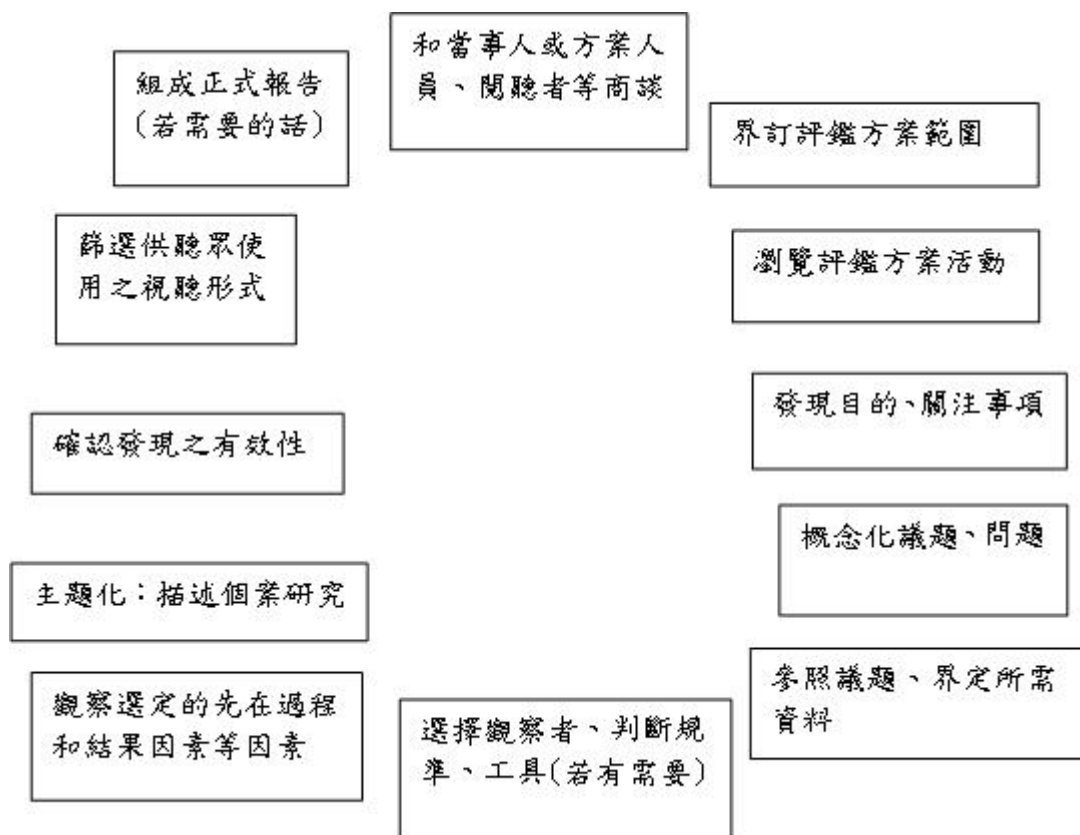 和當事人或方案人
員、閱聽者等商談
界訂評鑑方案範圍
瀏覽評鑑方案活動
發現目的、關注事項
概念化議題、問題
參照議題、界定所需
資料
選擇觀察者、判斷規
準、工具(若有需要)
觀察選定的先在過程
和結果因素等因素
主題化：描述個案研究
確認發現之有效性
篩選供聽眾使
用之視聽形式
組成正式報告
(若需要的話)